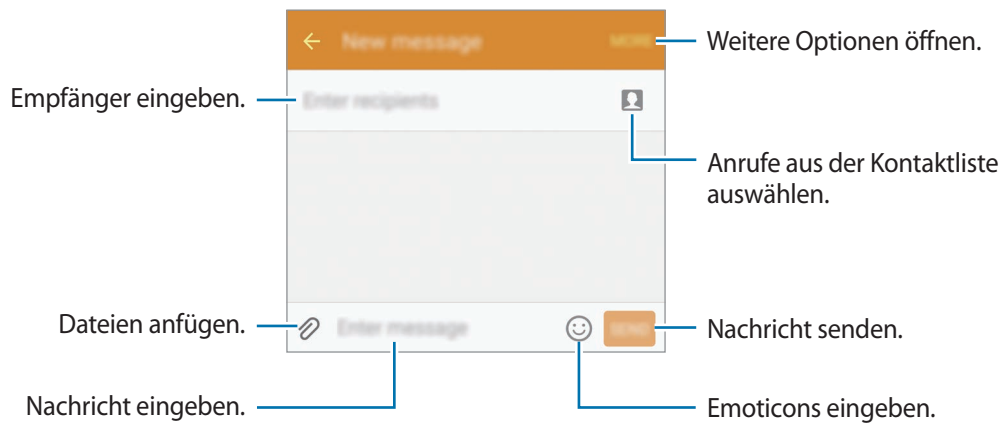 New message
MORE
Weitere Optionen öffnen.
Empfänger eingeben.
Enter recipients
Anrufe aus der Kontaktliste
auswählen.
Dateien anfügen.
Enter message
SEND
Nachricht senden.
Nachricht eingeben.
Emoticons eingeben.